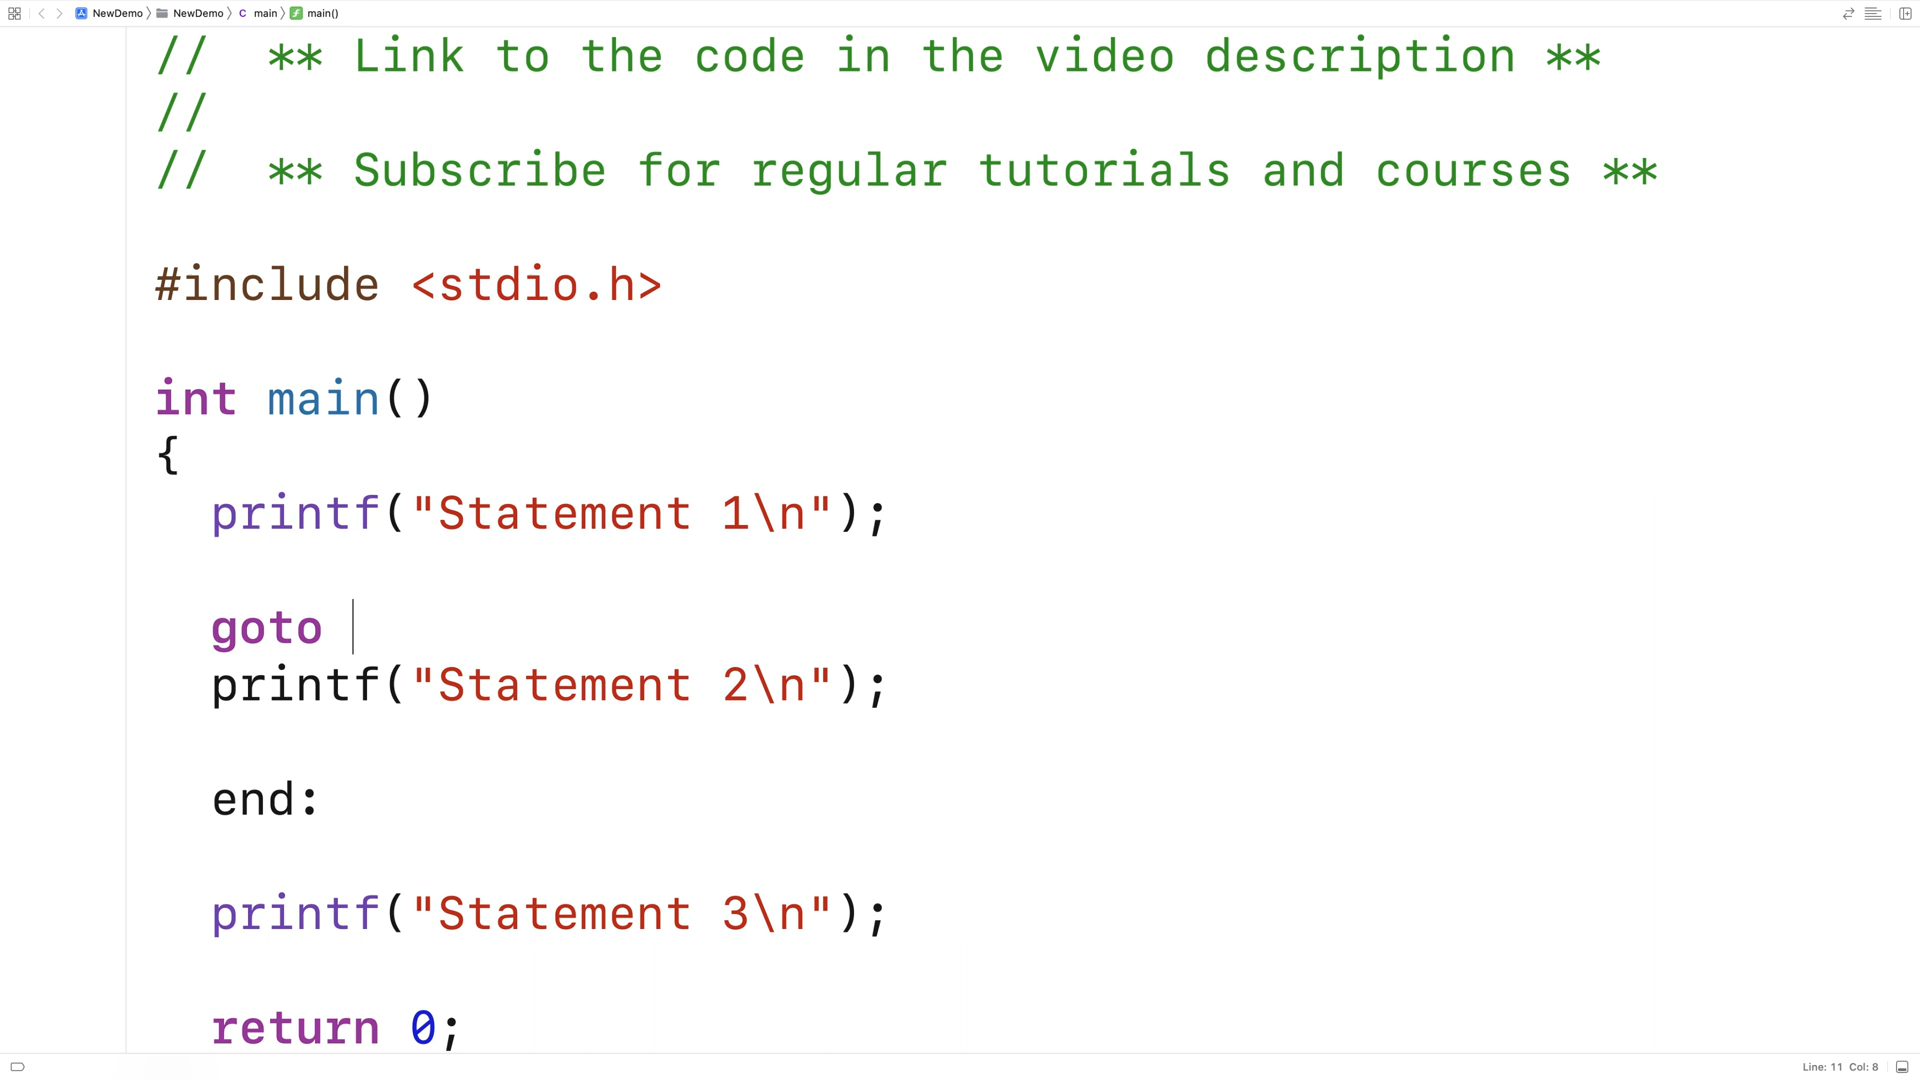 NewDemo NewDemo C main f main()
// ** Link to the code in the video description **
//
// ** Subscribe for regular tutorials and courses **
#include <stdio.h>
int main()
{
printf("Statement 1\n");
goto
printf("Statement 2\n");
end:
printf("Statement 3\n");
return 0;
Line: 11 Col: 8